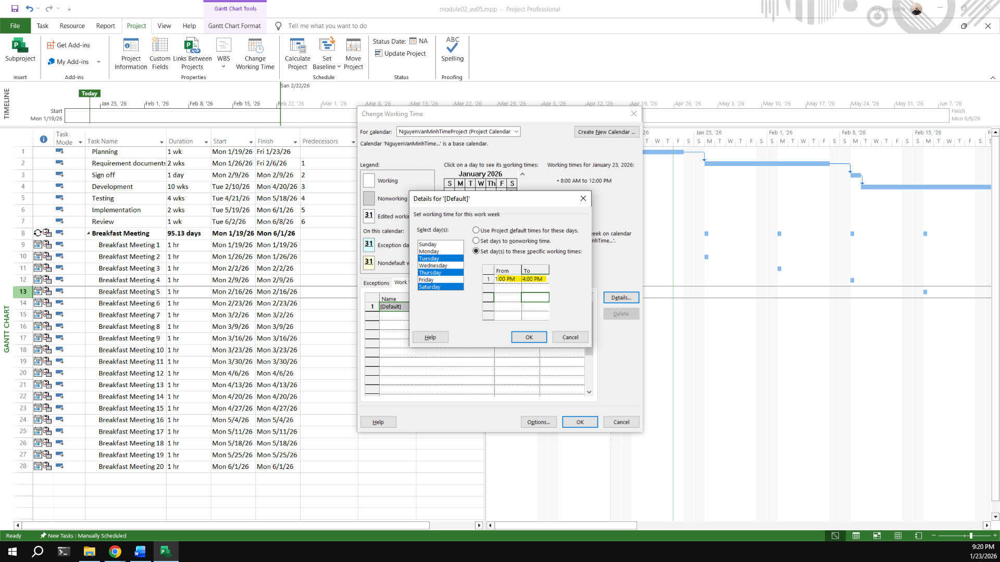 Gantt Chart Tools
module02_ex05.mpp - Project Professional
Nguyen Minh
File Task Resource Report Project View Help Gantt Chart Format Tell me what you want to do
Subproject
Get Add-ins
My Add-ins
Project Information
Custom Fields
Links Between Projects
WBS
Change Working Time
Calculate Project
Set Baseline
Move Project
Status Date: NA
Update Project
ABC
Spelling
Insert Add-ins Properties Schedule Status Proofing
TIMELINE
Sun 2/22/26
Today
Jan 25, '26 Feb 1, '26 Feb 8, '26 Feb 15, '26 Feb 22, '26 Mar 1, '26 Mar 8, '26 Mar 15, '26 Mar 22, '26 Mar 29, '26 Apr 5, '26 Apr 12, '26 Apr 19, '26 Apr 26, '26 May 3, '26 May 10, '26 May 17, '26 May 24, '26 May 31, '26 Jun 7, '26
Start
Mon 1/19/26
Finish
Mon 6/8/26
GANTT CHART
Task Mode Task Name Duration Start Finish Predecessors
1 Planning 1 wk Mon 1/19/26 Fri 1/23/26
2 Requirement documents 2 wks Mon 1/26/26 Fri 2/6/26 1
3 Sign off 1 day Mon 2/9/26 Mon 2/9/26 2
4 Development 10 wks Tue 2/10/26 Mon 4/20/26 3
5 Testing 4 wks Tue 4/21/26 Mon 5/18/26 4
6 Implementation 2 wks Tue 5/19/26 Mon 6/1/26 5
7 Review 1 wk Tue 6/2/26 Mon 6/8/26 6
8 Breakfast Meeting 95.13 days Mon 1/19/26 Mon 6/1/26
9 Breakfast Meeting 1 1 hr Mon 1/19/26 Mon 1/19/26
10 Breakfast Meeting 2 1 hr Mon 1/26/26 Mon 1/26/26
11 Breakfast Meeting 3 1 hr Mon 2/2/26 Mon 2/2/26
12 Breakfast Meeting 4 1 hr Mon 2/9/26 Mon 2/9/26
13 Breakfast Meeting 5 1 hr Mon 2/16/26 Mon 2/16/26
14 Breakfast Meeting 6 1 hr Mon 2/23/26 Mon 2/23/26
15 Breakfast Meeting 7 1 hr Mon 3/2/26 Mon 3/2/26
16 Breakfast Meeting 8 1 hr Mon 3/9/26 Mon 3/9/26
17 Breakfast Meeting 9 1 hr Mon 3/16/26 Mon 3/16/26
18 Breakfast Meeting 10 1 hr Mon 3/23/26 Mon 3/23/26
19 Breakfast Meeting 11 1 hr Mon 3/30/26 Mon 3/30/26
20 Breakfast Meeting 12 1 hr Mon 4/6/26 Mon 4/6/26
21 Breakfast Meeting 13 1 hr Mon 4/13/26 Mon 4/13/26
22 Breakfast Meeting 14 1 hr Mon 4/20/26 Mon 4/20/26
23 Breakfast Meeting 15 1 hr Mon 4/27/26 Mon 4/27/26
24 Breakfast Meeting 16 1 hr Mon 5/4/26 Mon 5/4/26
25 Breakfast Meeting 17 1 hr Mon 5/11/26 Mon 5/11/26
26 Breakfast Meeting 18 1 hr Mon 5/18/26 Mon 5/18/26
27 Breakfast Meeting 19 1 hr Mon 5/25/26 Mon 5/25/26
28 Breakfast Meeting 20 1 hr Mon 6/1/26 Mon 6/1/26
Change Working Time
For calendar: NguyenVanMinhTimeProject (Project Calendar
Create New Calendar ...
Calendar 'NguyenVanMinhTime...' is a base calendar.
Legend:
Working
Nonworking
31 Edited worki
On this calendar:
31 Exception da
31 Nondefault w
Click on a day to see its working times:
January 2026
S M T W Th F S
Working times for January 23, 2026:
• 8:00 AM to 12:00 PM
eek on calendar
nhTime...'.
Exceptions Work
Name
1 [Default]
Details...
Delete
Help Options... OK Cancel
Details for '[Default]'
Set working time for this work week
Select day(s):
Sunday
Monday
Tuesday
Wednesday
Thursday
Friday
Saturday
Use Project default times for these days.
Set days to nonworking time.
Set day(s) to these specific working times:
From To
1 1:00 PM 4:00 PM
Help OK Cancel
26 Jan 25, '26 Feb 1, '26 Feb 8, '26 Feb 15, '26
T W T F S S M T W T F S S M T W T F S S M T W T F S S M T W T F S
Ready New Tasks : Manually Scheduled
9:20 PM
1/23/2026